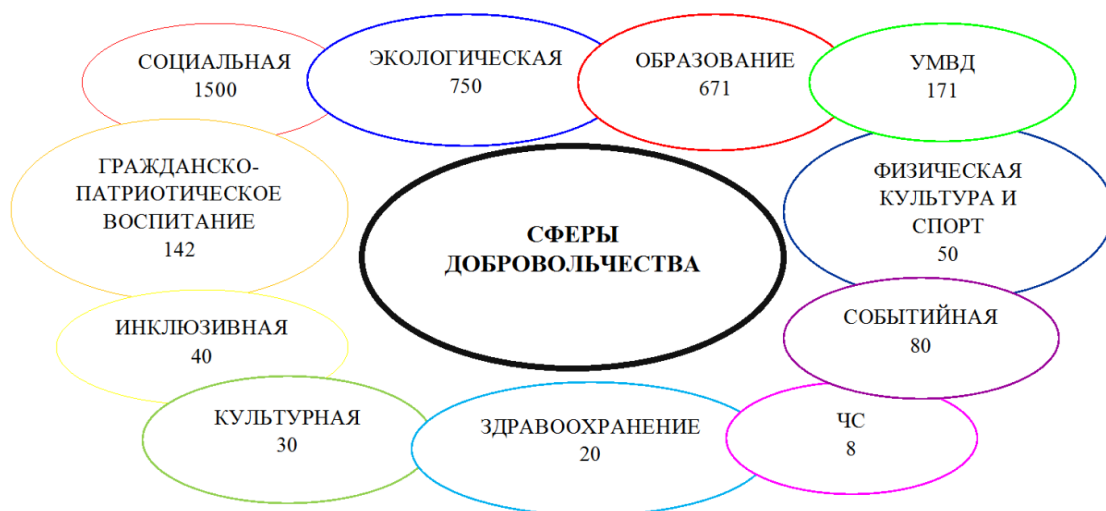 СОЦИАЛЬНАЯ
1500
ЭКОЛОГИЧЕСКАЯ
750
ОБРАЗОВАНИЕ
671
УМВД
171
ГРАЖДАНСКО-
ПАТРИОТИЧЕСКОЕ
ВОСПИТАНИЕ
142
СФЕРЫ
ДОБРОВОЛЬЧЕСТВА
ФИЗИЧЕСКАЯ
КУЛЬТУРА И
СПОРТ
50
ИНКЛЮЗИВНАЯ
40
СОБЫТИЙНАЯ
80
КУЛЬТУРНАЯ
30
ЗДРАВООХРАНЕНИЕ
20
ЧС
8